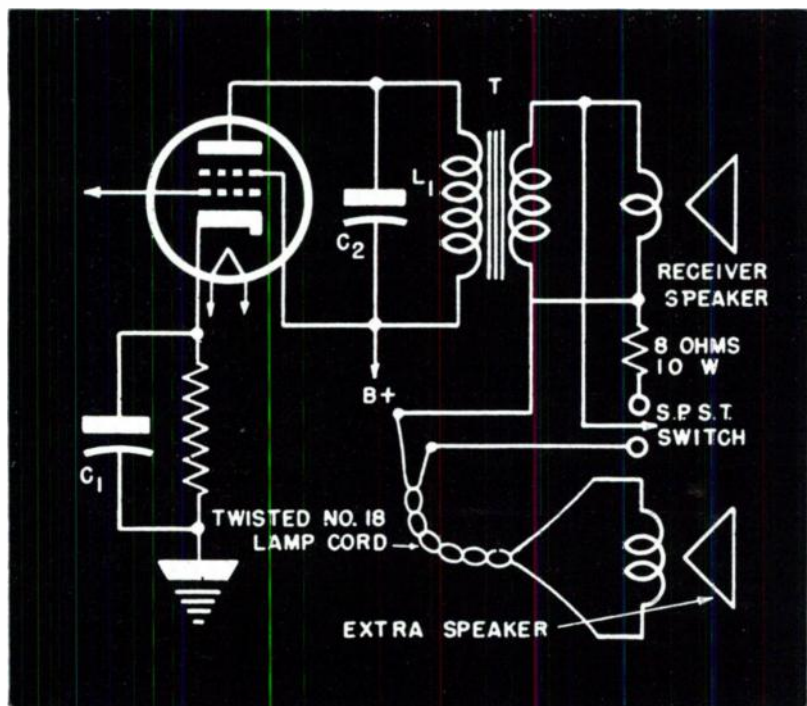 T
L₁
C₂
RECEIVER
SPEAKER
8 OHMS
10 W
B+
S.P.S.T.
SWITCH
C₁
TWISTED NO. 18
LAMP CORD
EXTRA SPEAKER